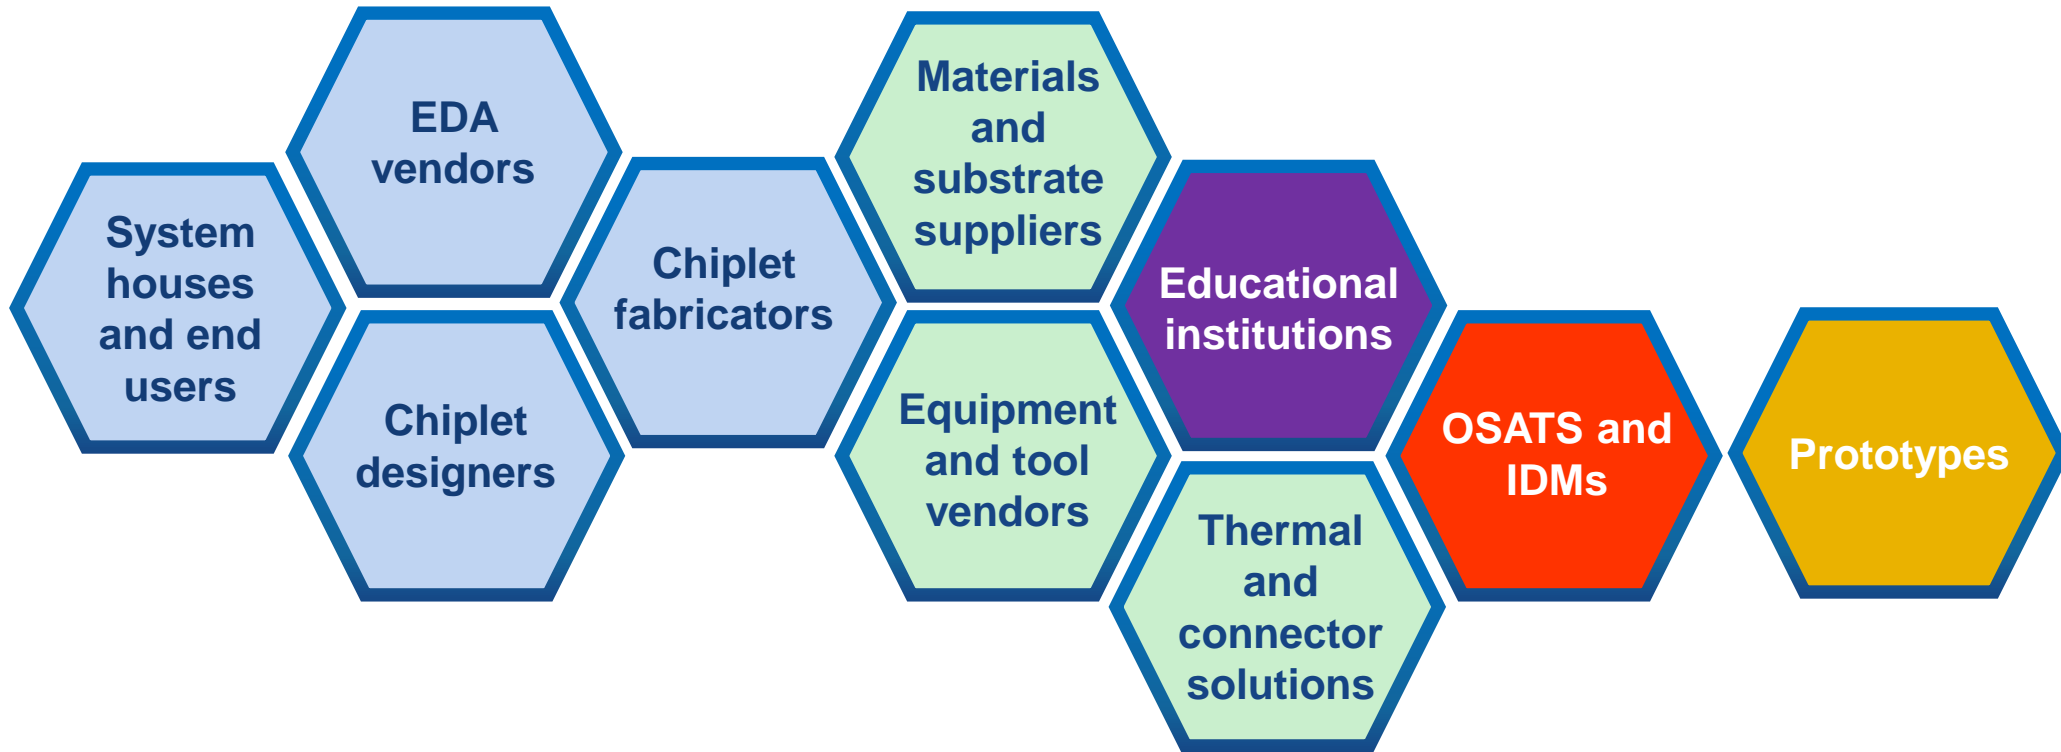 System
houses
and end
users
EDA
vendors
Chiplet
designers
Chiplet
fabricators
Materials
and
substrate
suppliers
Equipment
and tool
vendors
Educational
institutions
Thermal
and
connector
solutions
OSATS and
IDMs
Prototypes